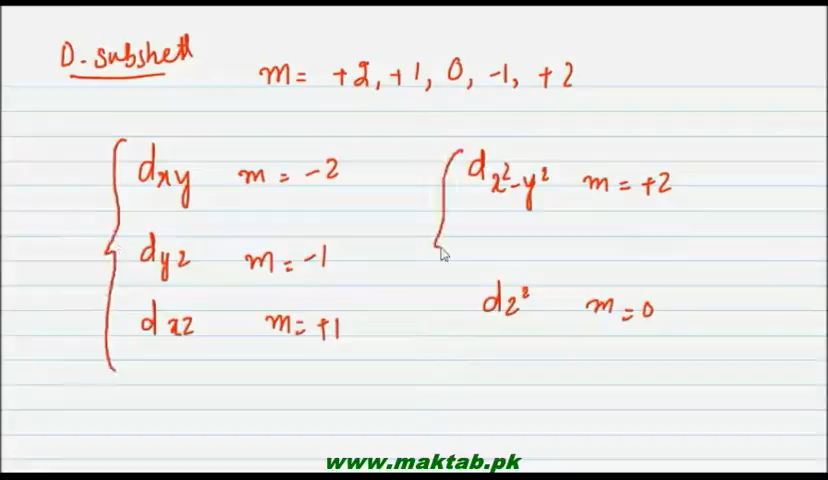 D. subshell
m = +2, +1, 0, -1, +2
dxy m = -2
dyz m = -1
dxz m = +1
dx²-y² m = +2
dz² m = 0
www.maktab.pk